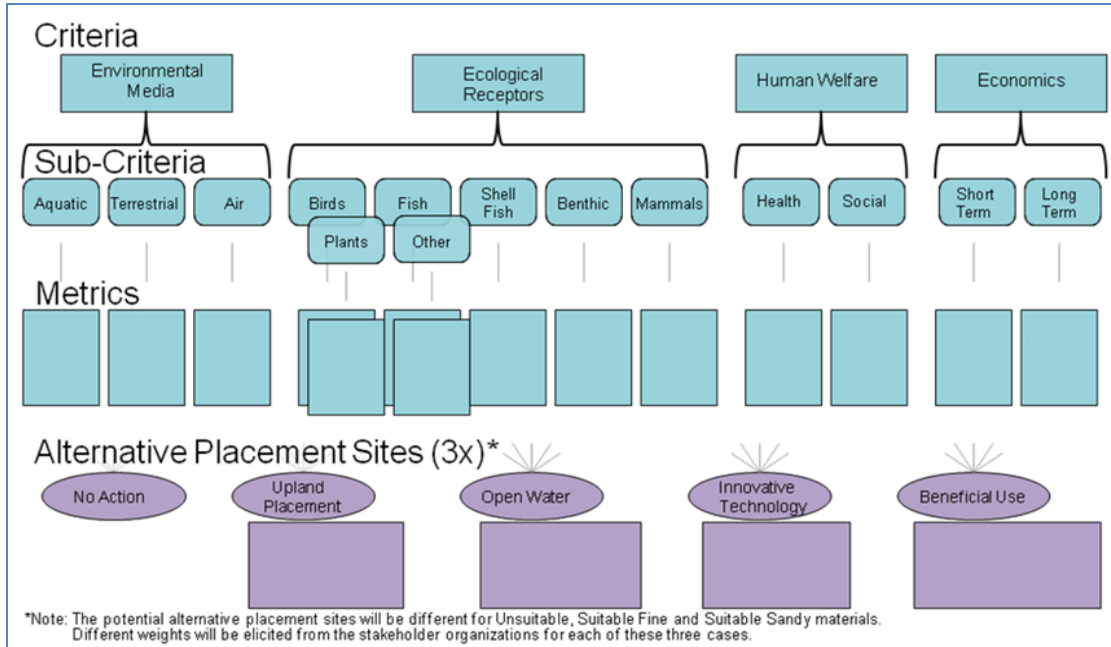 Criteria
Environmental
Media
Ecological
Receptors
Human Welfare
Economics
Sub-Criteria
Aquatic
Terrestrial
Air
Birds
Fish
Shell
Fish
Benthic
Mammals
Health
Social
Short
Term
Long
Term
Plants
Other
Metrics
Alternative Placement Sites (3x)*
No Action
Upland
Placement
Open Water
Innovative
Technology
Beneficial Use
*Note: The potential alternative placement sites will be different for Unsuitable, Suitable Fine and Suitable Sandy materials.
Different weights will be elicited from the stakeholder organizations for each of these three cases.